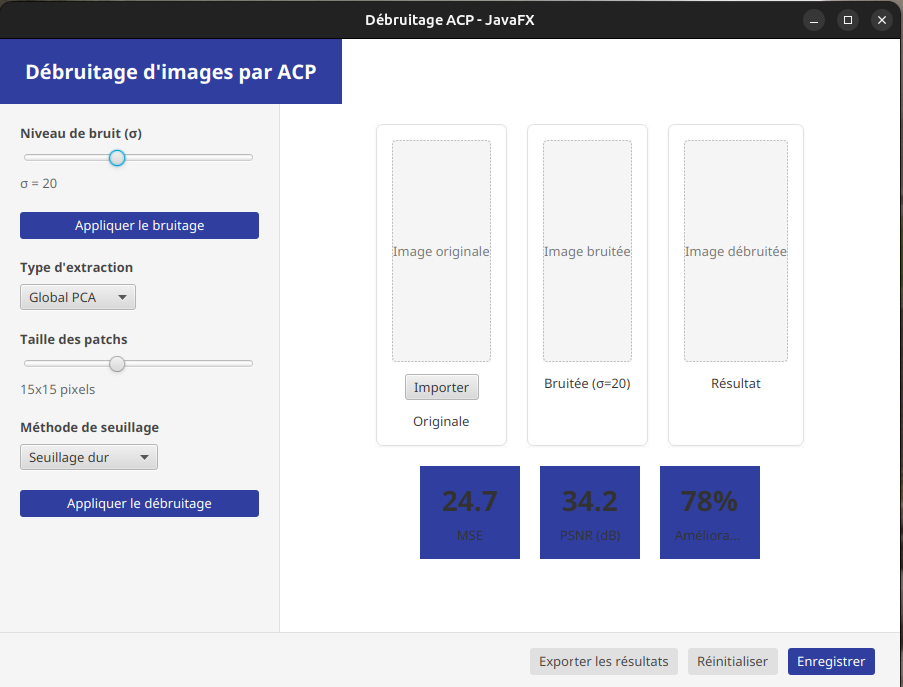 Débruitage ACP - JavaFX
Débruitage d'images par ACP
Niveau de bruit (σ)
σ = 20
Appliquer le bruitage
Type d'extraction
Global PCA
Taille des patchs
15x15 pixels
Méthode de seuillage
Seuillage dur
Appliquer le débruitage
Image originale
Importer
Originale
Image bruitée
Bruitée (σ=20)
Image débruitée
Résultat
24.7
MSE
34.2
PSNR (dB)
78%
Améliora...
Exporter les résultats
Réinitialiser
Enregistrer